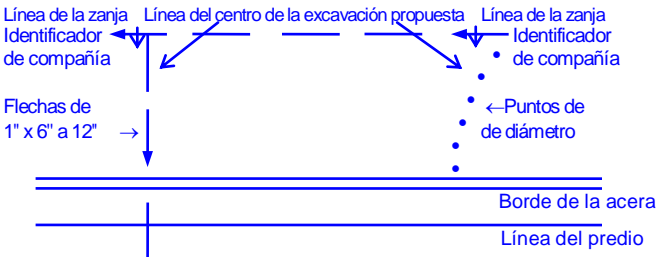 Línea de la zanja Línea del centro de la excavación propuesta Línea de la zanja
Identificador Identificador
de compañía de compañía
Flechas de ←Puntos de
1" x 6" a 12" → de diámetro
Borde de la acera
Línea del predio